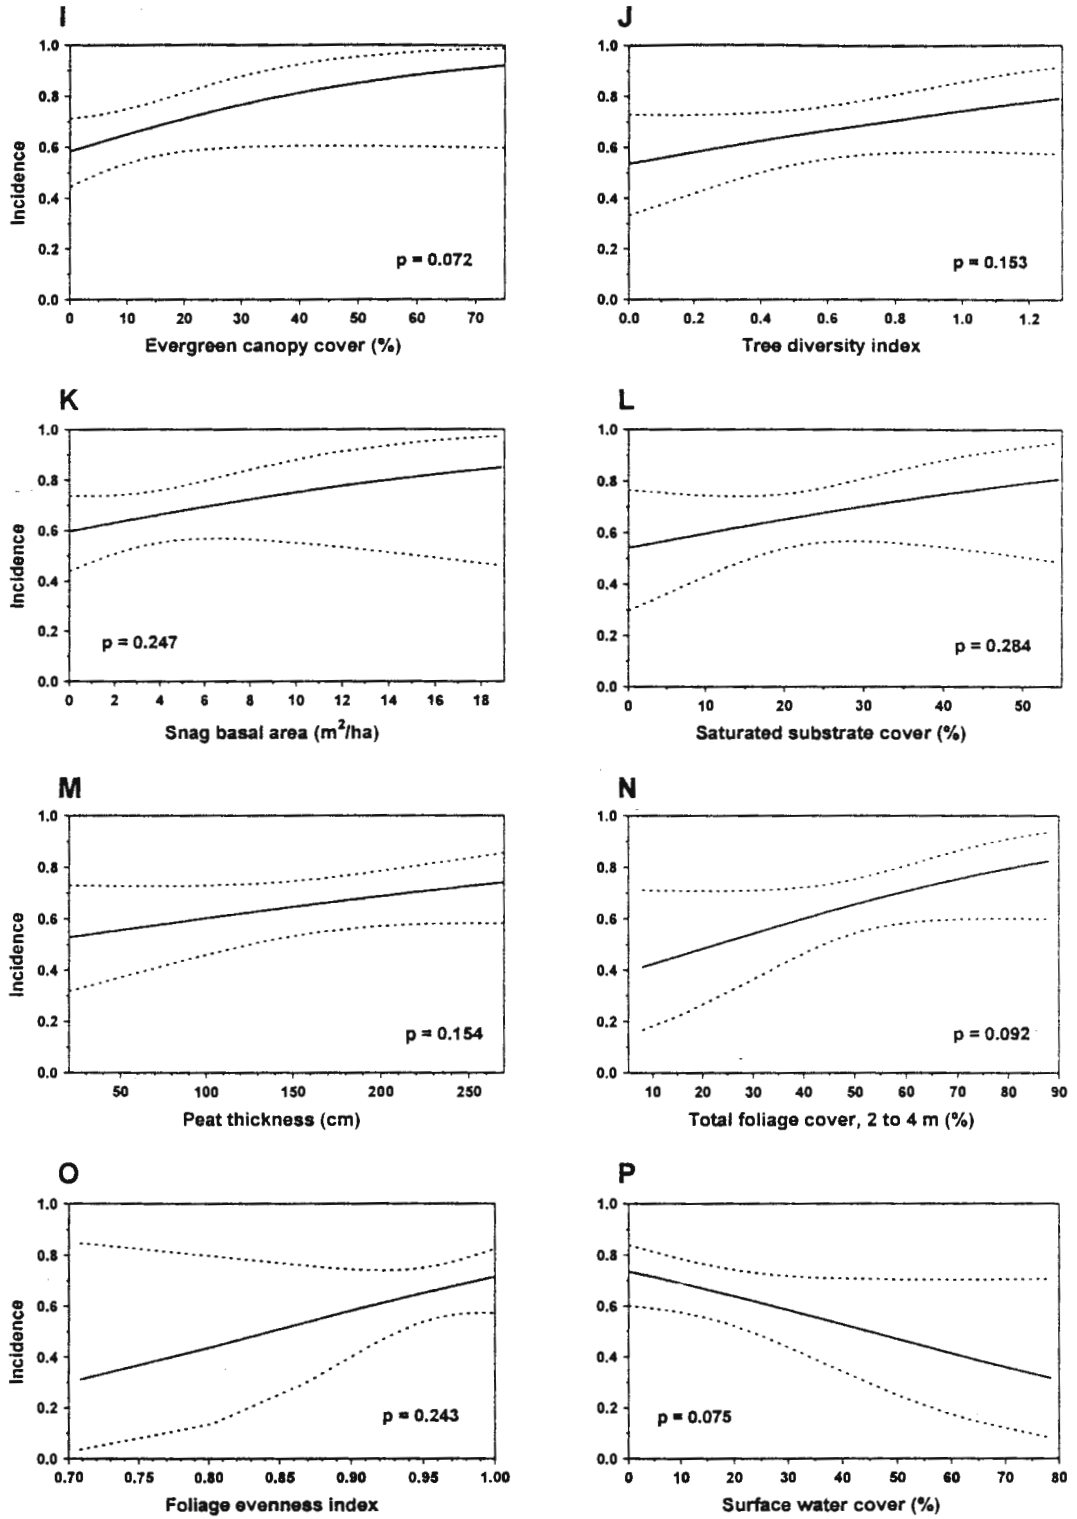 I
J
1.0
0.8
0.6
0.4
0.2
0.0
Incidence
p = 0.072
0 10 20 30 40 50 60 70
Evergreen canopy cover (%)
1.0
0.8
0.6
0.4
0.2
0.0
p = 0.153
0.0 0.2 0.4 0.6 0.8 1.0 1.2
Tree diversity index
K
L
1.0
0.8
0.6
0.4
0.2
0.0
Incidence
p = 0.247
0 2 4 6 8 10 12 14 16 18
Snag basal area (m²/ha)
1.0
0.8
0.6
0.4
0.2
0.0
p = 0.284
0 10 20 30 40 50
Saturated substrate cover (%)
M
N
1.0
0.8
0.6
0.4
0.2
0.0
Incidence
p = 0.154
50 100 150 200 250
Peat thickness (cm)
1.0
0.8
0.6
0.4
0.2
0.0
p = 0.092
10 20 30 40 50 60 70 80 90
Total foliage cover, 2 to 4 m (%)
O
P
1.0
0.8
0.6
0.4
0.2
0.0
Incidence
p = 0.243
0.70 0.75 0.80 0.85 0.90 0.95 1.00
Foliage evenness index
1.0
0.8
0.6
0.4
0.2
0.0
p = 0.075
0 10 20 30 40 50 60 70 80
Surface water cover (%)